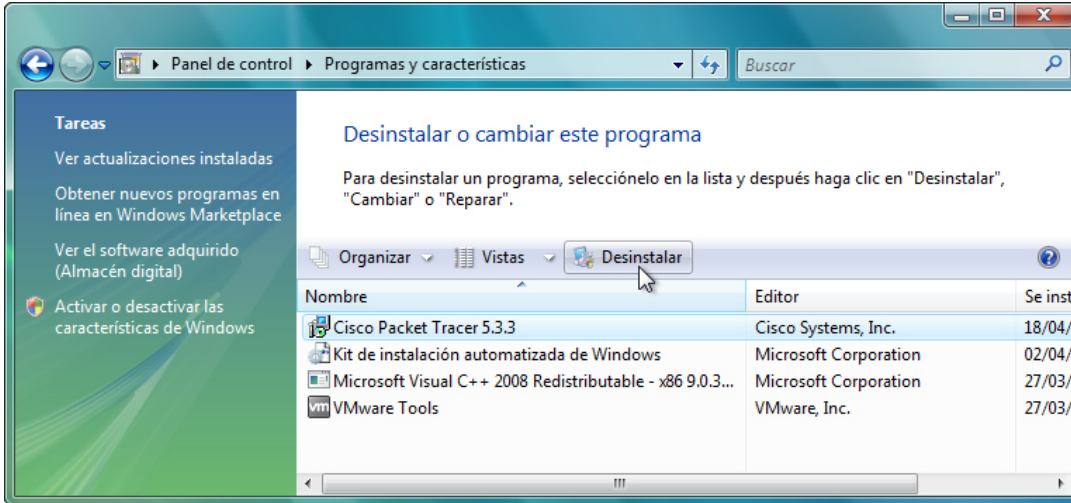 Panel de control
Programas y características
Buscar
Tareas
Ver actualizaciones instaladas
Obtener nuevos programas en
línea en Windows Marketplace
Ver el software adquirido
(Almacén digital)
Activar o desactivar las
características de Windows
Desinstalar o cambiar este programa
Para desinstalar un programa, selecciónelo en la lista y después haga clic en "Desinstalar",
"Cambiar" o "Reparar".
Organizar Vistas Desinstalar
Nombre Editor Se inst
Cisco Packet Tracer 5.3.3 Cisco Systems, Inc. 18/04/
Kit de instalación automatizada de Windows Microsoft Corporation 02/04/
Microsoft Visual C++ 2008 Redistributable - x86 9.0.3... Microsoft Corporation 27/03/
vm VMware Tools VMware, Inc. 27/03/